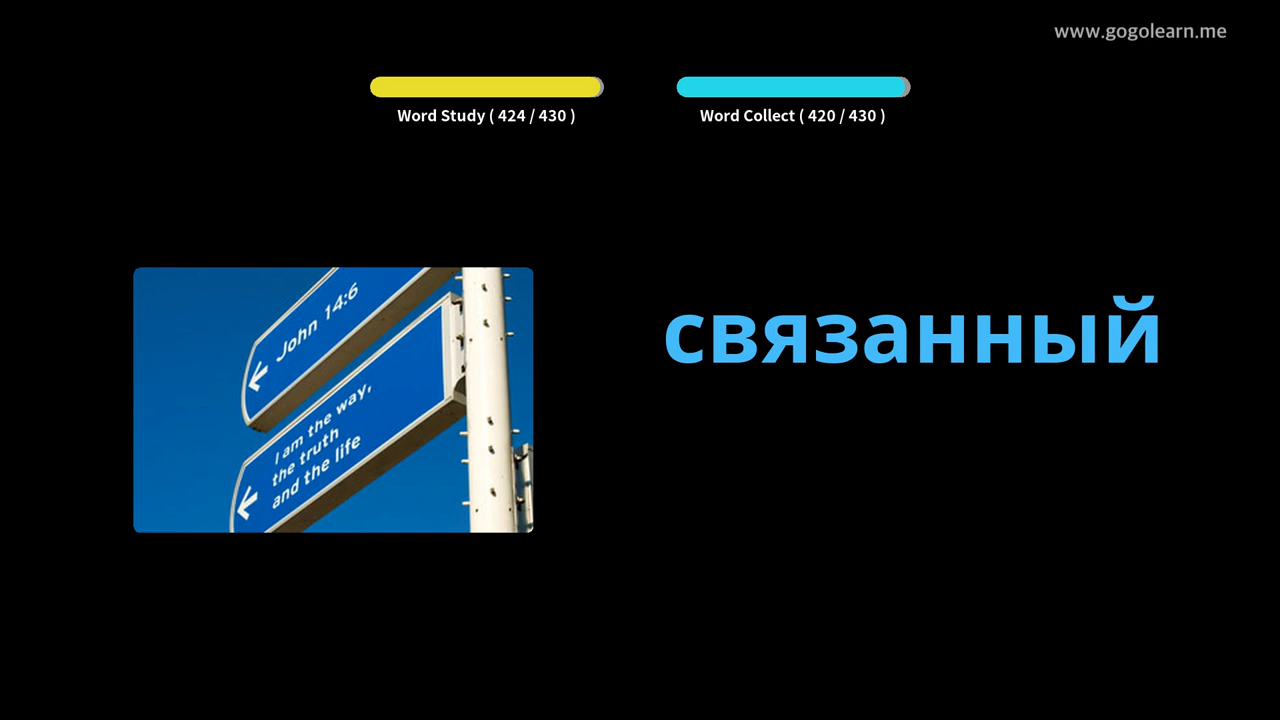 www.gogolearn.me
Word Study ( 424 / 430 )
Word Collect ( 420 / 430 )
John 14:6
I am the way,
the truth
and the life
связанный